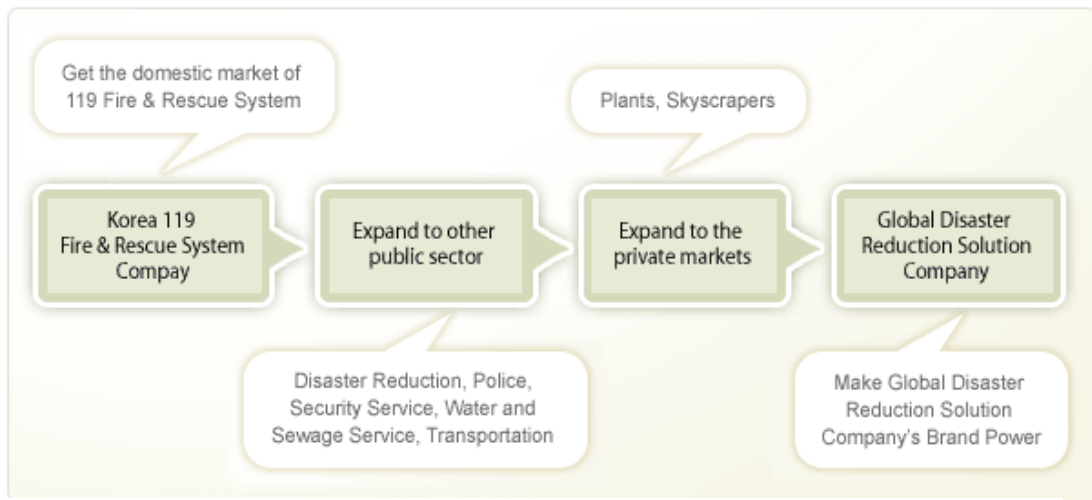 Get the domestic market of
119 Fire & Rescue System
Plants, Skyscrapers
Korea 119
Fire & Rescue System
Compay
Expand to other
public sector
Expand to the
private markets
Global Disaster
Reduction Solution
Company
Disaster Reduction, Police,
Security Service, Water and
Sewage Service, Transportation
Make Global Disaster
Reduction Solution
Company's Brand Power